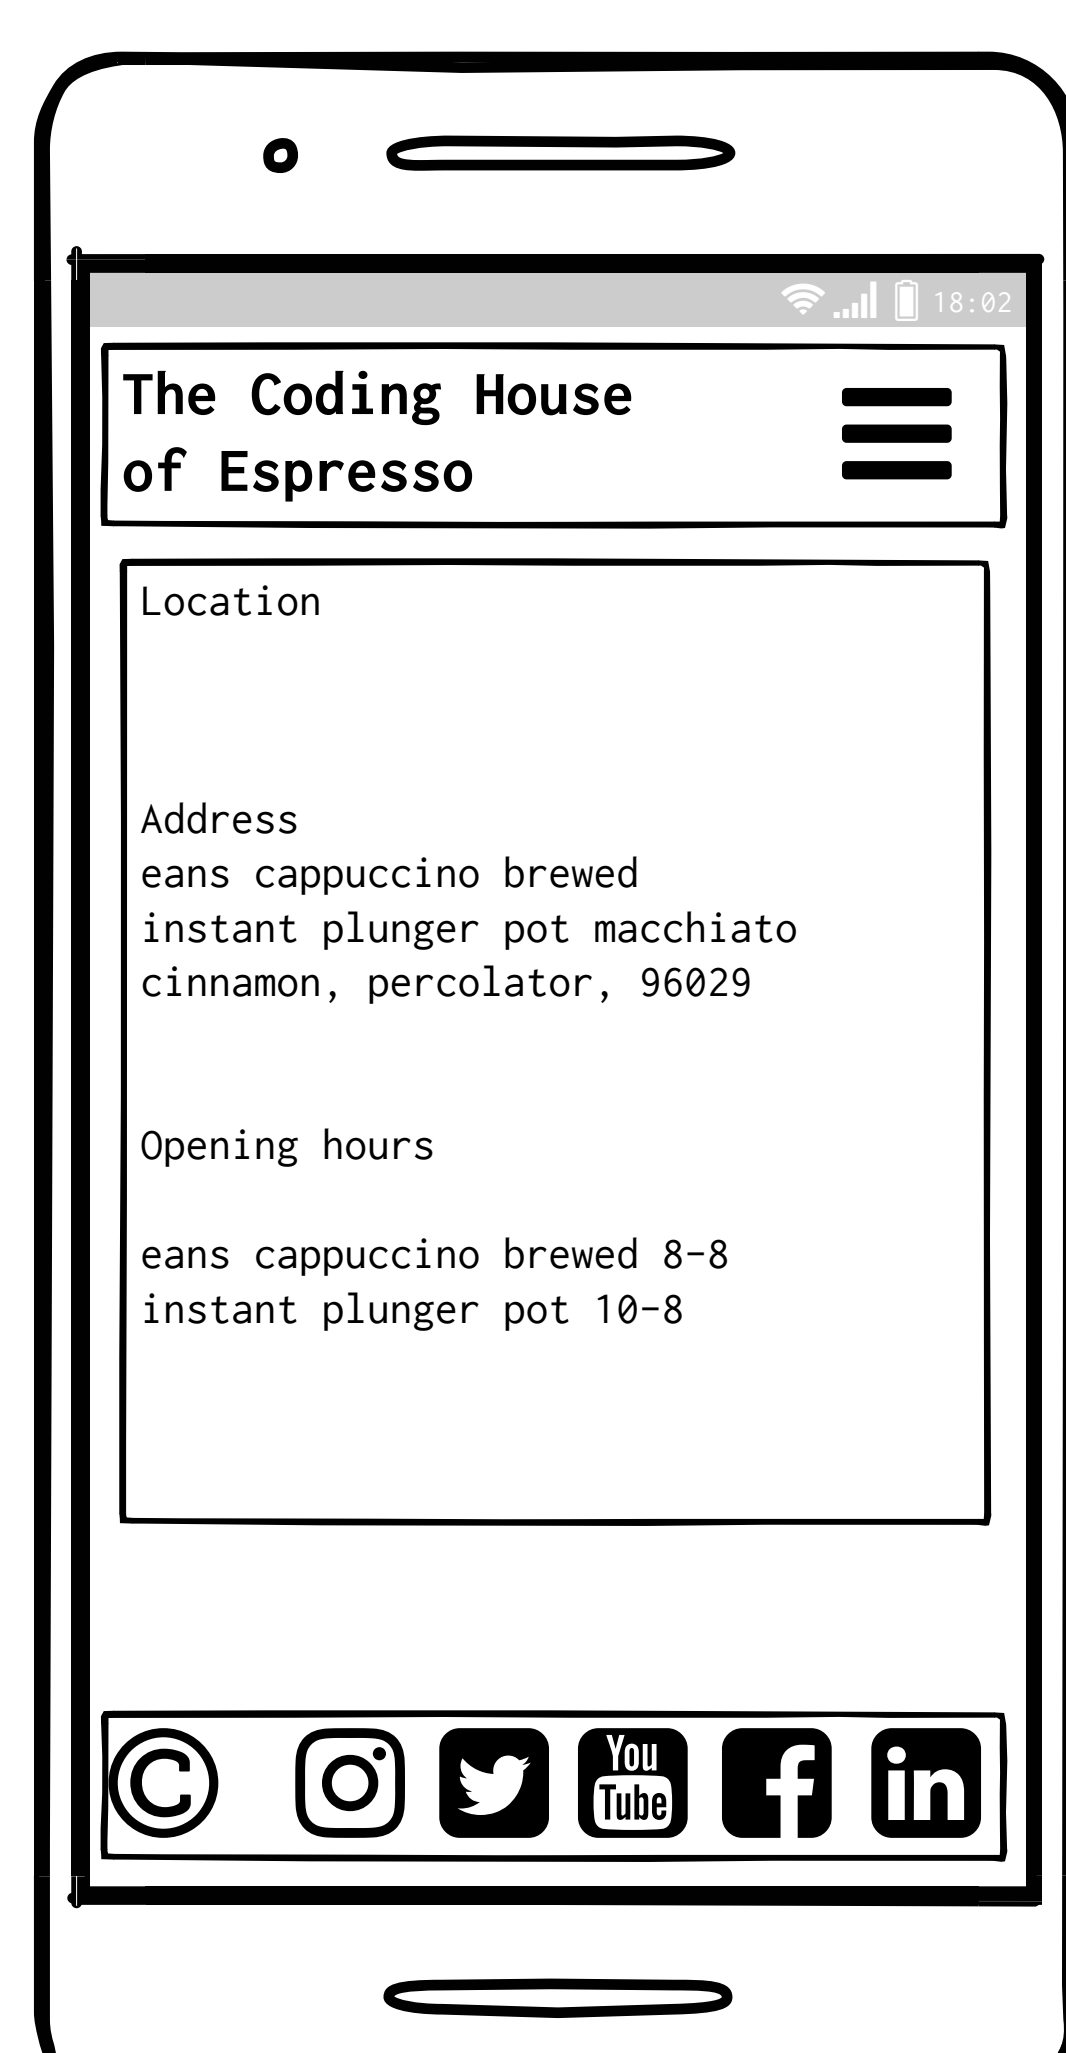 18:02
The Coding House
of Espresso
Location
Address
eans cappuccino brewed
instant plunger pot macchiato
cinnamon, percolator, 96029
Opening hours
eans cappuccino brewed 8-8
instant plunger pot 10-8
© You Tube f in